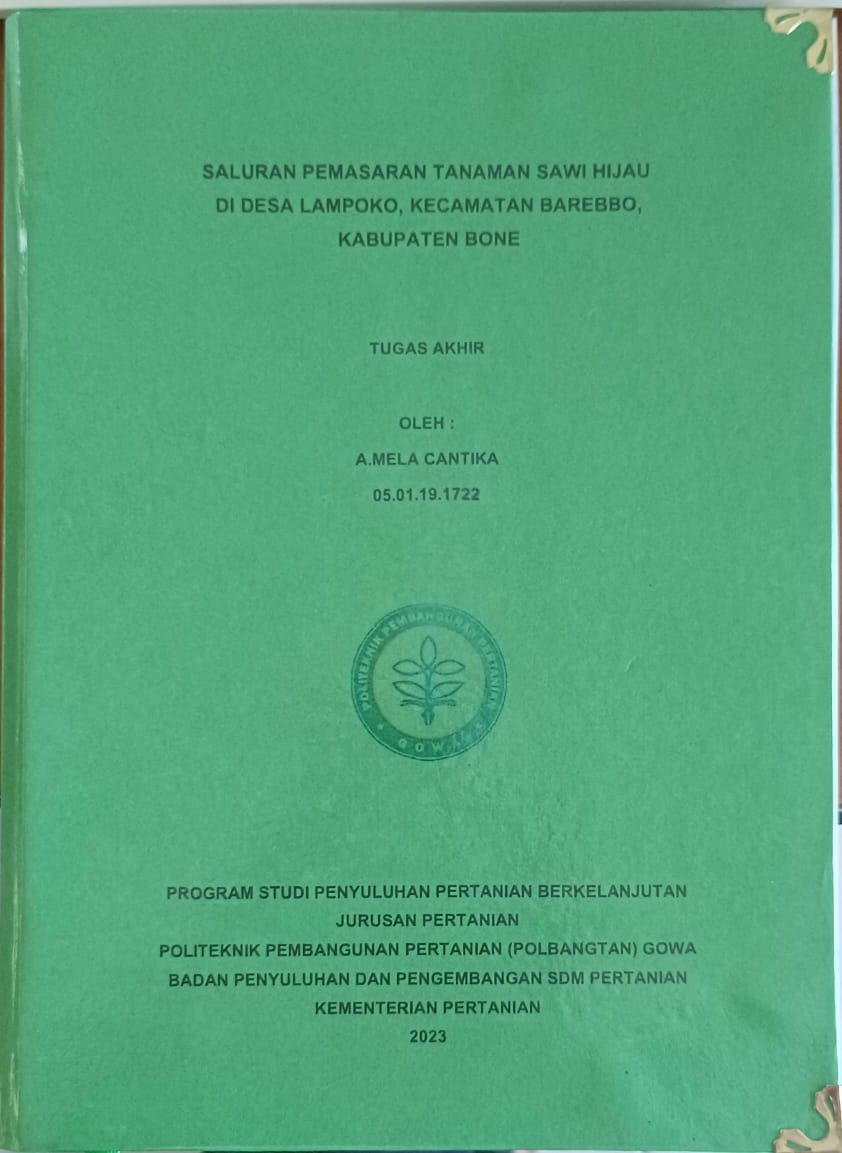 SALURAN PEMASARAN TANAMAN SAWI HIJAU
DI DESA LAMPOKO, KECAMATAN BAREBBO,
KABUPATEN BONE
TUGAS AKHIR
OLEH :
A.MELA CANTIKA
05.01.19.1722
POLITEKNIK PEMBANGUNAN PERTANIAN
GOWA
PROGRAM STUDI PENYULUHAN PERTANIAN BERKELANJUTAN
JURUSAN PERTANIAN
POLITEKNIK PEMBANGUNAN PERTANIAN (POLBANGTAN) GOWA
BADAN PENYULUHAN DAN PENGEMBANGAN SDM PERTANIAN
KEMENTERIAN PERTANIAN
2023